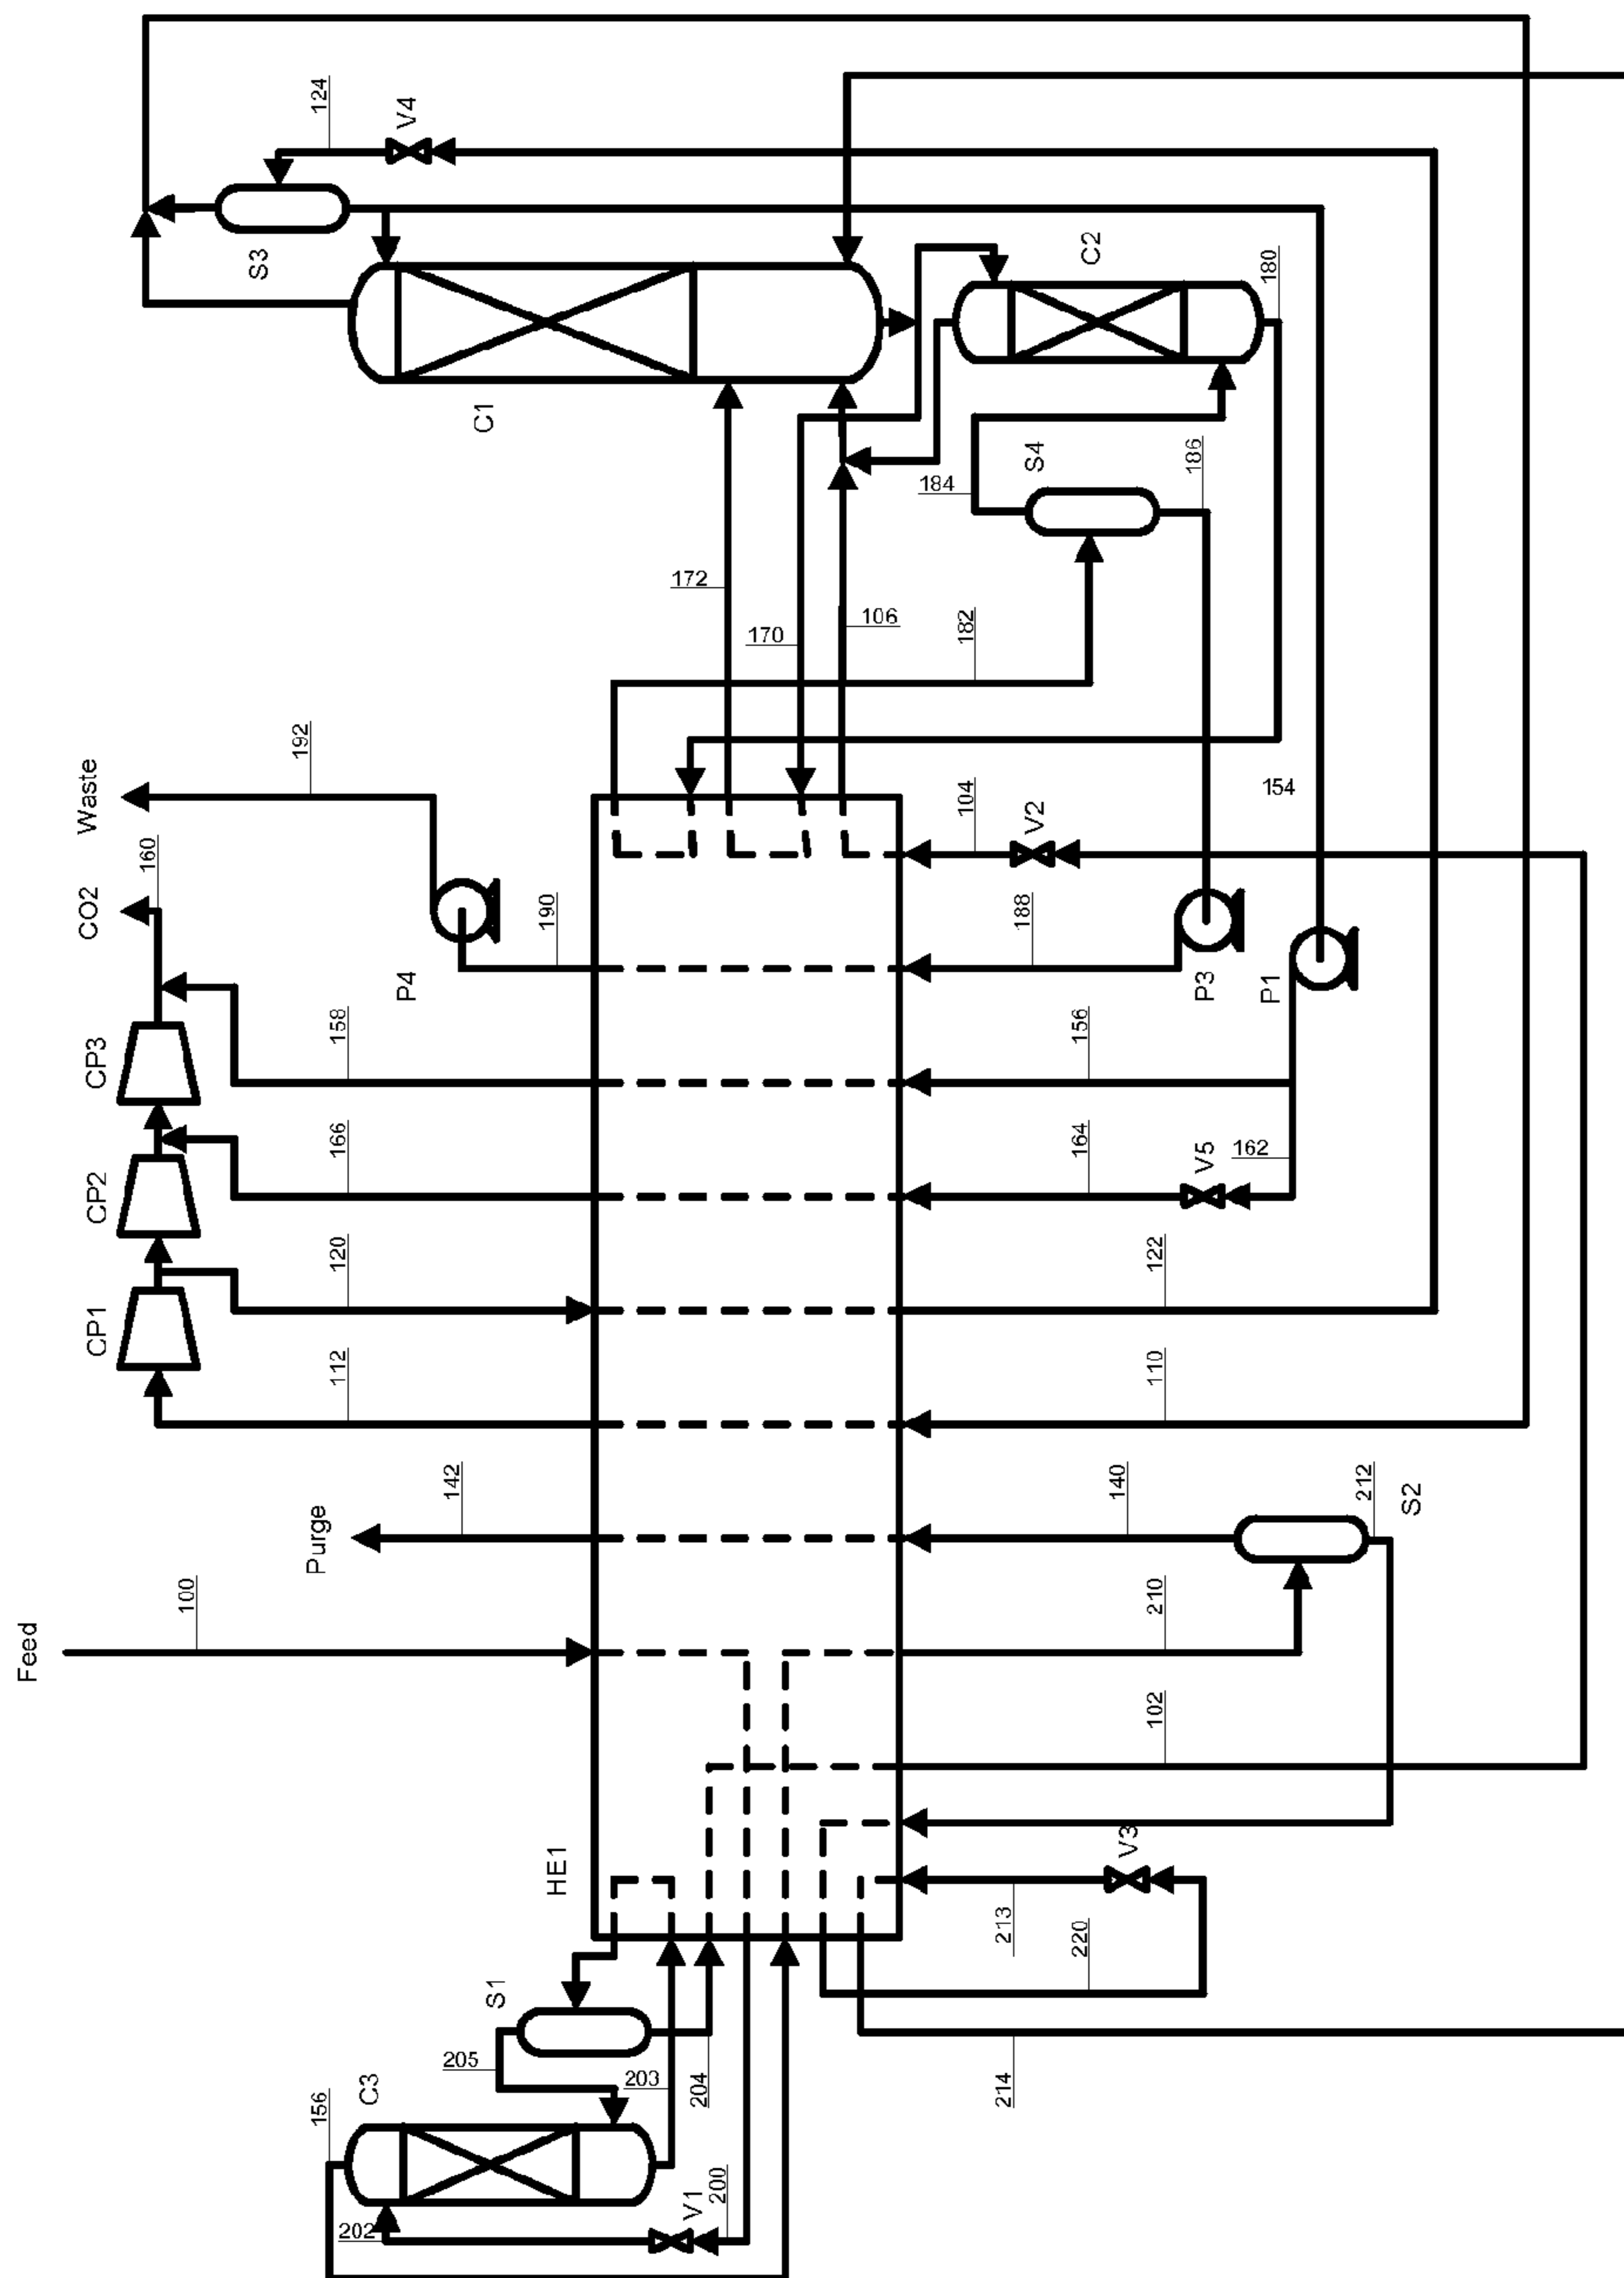 124
V4
S3
C2
180
C1
S4
184
186
172
106
170
182
192
Waste
154
104
V2
160
CO2
190
188
P4
P3
P1
158
156
CP3
166
164
V5
162
CP2
120
122
CP1
112
110
142
140
212
S2
Purge
100
210
Feed
102
HE1
V3
213
220
S1
205
203
204
214
C3
156
V1
200
202